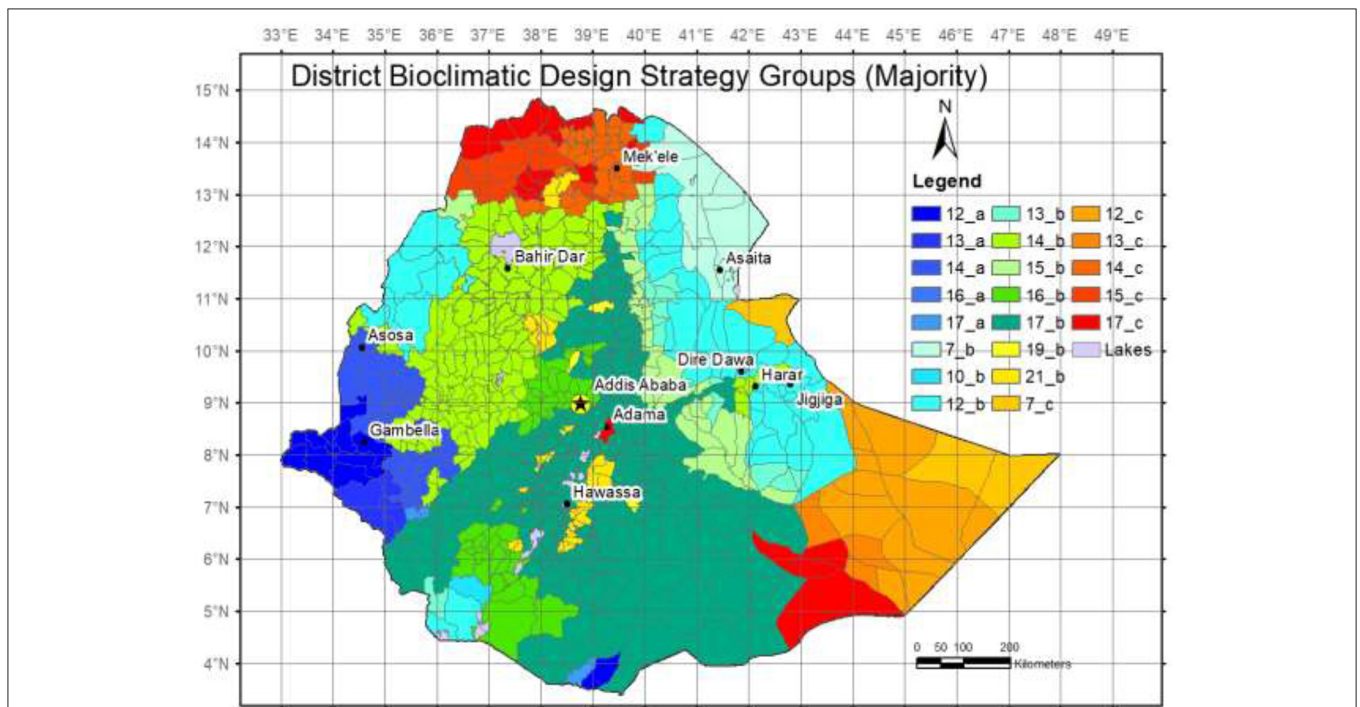 33°E 34°E 35°E 36°E 37°E 38°E 39°E 40°E 41°E 42°E 43°E 44°E 45°E 46°E 47°E 48°E 49°E
District Bioclimatic Design Strategy Groups (Majority)
15°N
N
14°N
Mek'ele
13°N
Legend
12_a 13_b 12_c
13_a 14_b 13_c
14_a 15_b 14_c
16_a 16_b 15_c
17_a 17_b 17_c
7_b 19_b Lakes
10_b 21_b
12_b 7_c
12°N
Bahir Dar
Asaita
11°N
Asosa
10°N
Dire Dawa
Harar
Addis Ababa
Jigjiga
9°N
Adama
Gambella
8°N
Hawassa
7°N
6°N
5°N
4°N
0 50 100 200
Kilometers